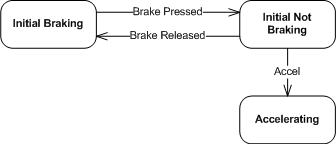 Initial Braking
Brake Pressed
Initial Not
Braking
Brake Released
Accel
Accelerating